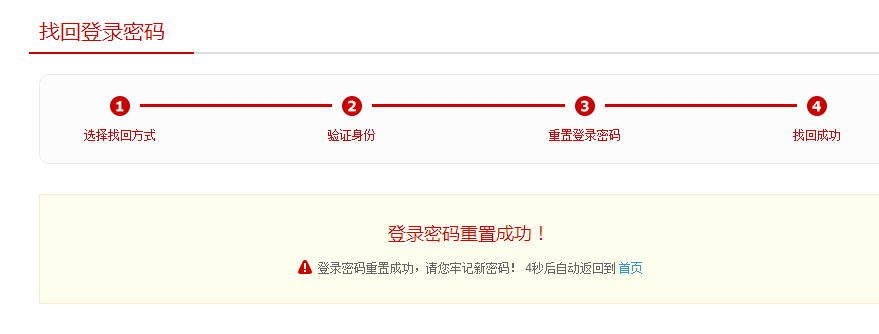 找回登录密码
1 2 3 4
选择找回方式 验证身份 重置登录密码 找回成功
登录密码重置成功！
登录密码重置成功，请您牢记新密码！ 4秒后自动返回到 首页